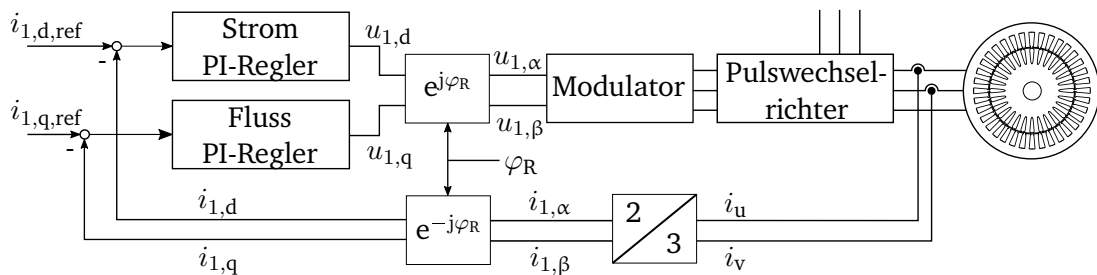 i1,d,ref
-
Strom
PI-Regler
u1,d
i1,q,ref
-
Fluss
PI-Regler
u1,q
e^jφR
u1,α
u1,β
Modulator
Pulswechsel-
richter
φR
i1,d
i1,q
e^−jφR
i1,α
i1,β
2
3
iu
iv